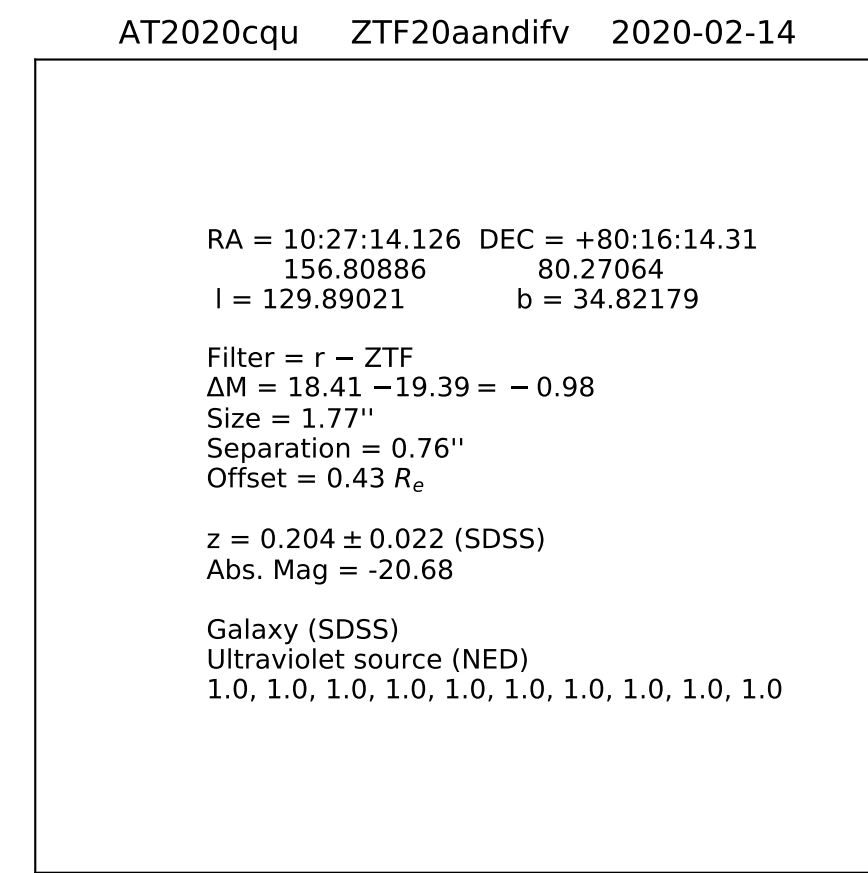 AT2020cqu ZTF20aandifv 2020-02-14
RA = 10:27:14.126 DEC = +80:16:14.31
156.80886 80.27064
l = 129.89021 b = 34.82179
Filter = r − ZTF
ΔM = 18.41 −19.39 = − 0.98
Size = 1.77''
Separation = 0.76''
Offset = 0.43 Re
z = 0.204 ± 0.022 (SDSS)
Abs. Mag = -20.68
Galaxy (SDSS)
Ultraviolet source (NED)
1.0, 1.0, 1.0, 1.0, 1.0, 1.0, 1.0, 1.0, 1.0, 1.0